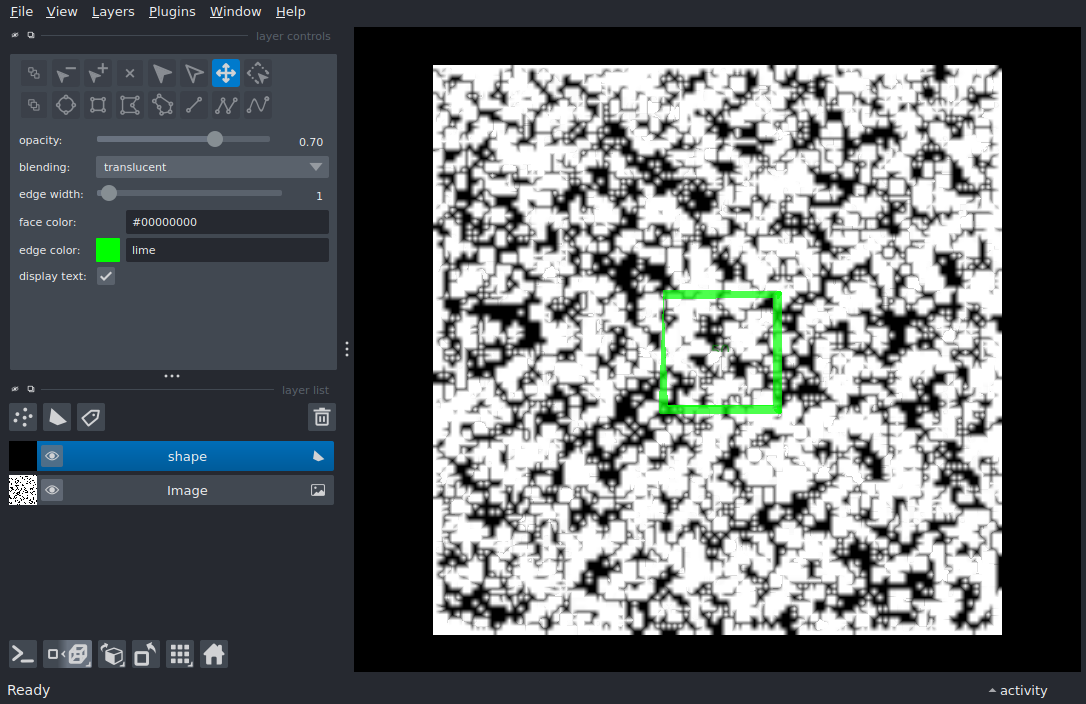 File View Layers Plugins Window Help
layer controls
opacity: 0.70
blending: translucent
edge width: 1
face color: #00000000
edge color: lime
display text:
layer list
shape
Image
Ready
activity